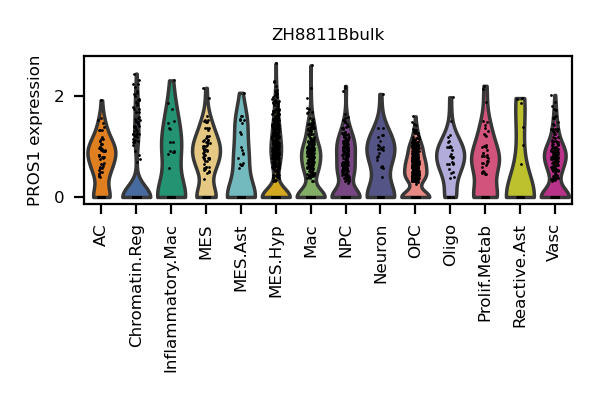 ZH8811Bbulk
PROS1 expression
2
0
AC
Chromatin.Reg
Inflammatory.Mac
MES
MES.Ast
MES.Hyp
Mac
NPC
Neuron
OPC
Oligo
Prolif.Metab
Reactive.Ast
Vasc